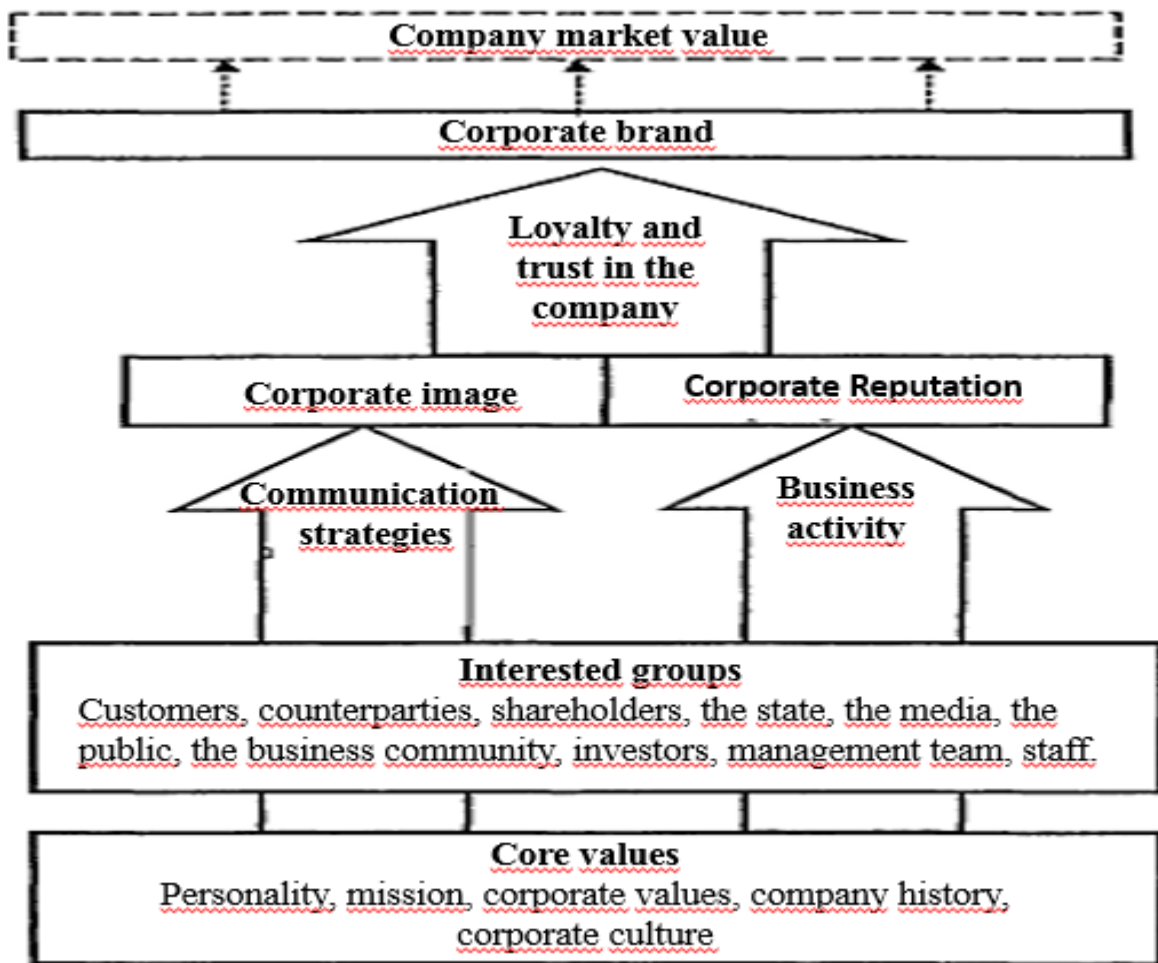 Company market value
Corporate brand
Loyalty and
trust in the
company
Corporate image
Corporate Reputation
Communication
strategies
Business
activity
Interested groups
Customers, counterparties, shareholders, the state, the media, the
public, the business community, investors, management team, staff.
Core values
Personality, mission, corporate values, company history,
corporate culture